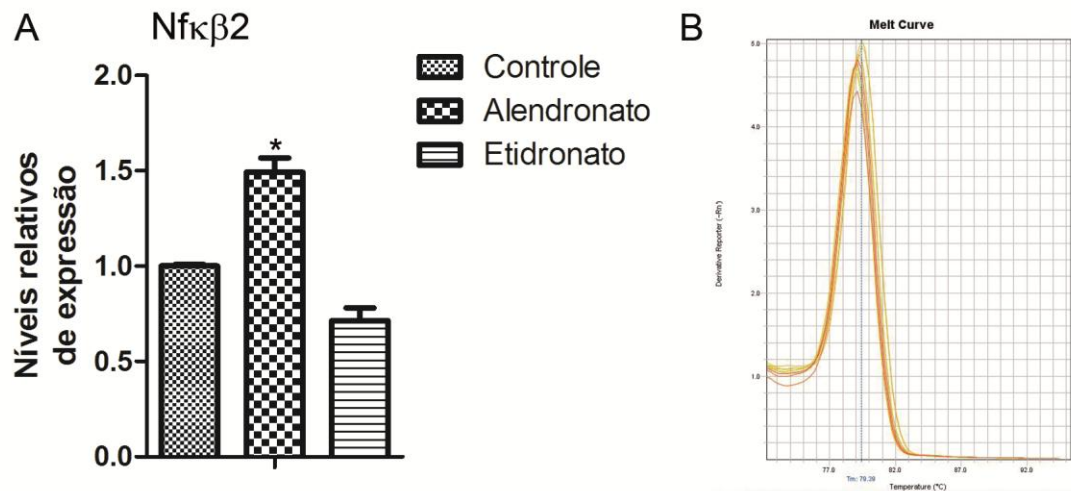 A
Nfκβ2
Níveis relativos
de expressão
2.0
1.5
1.0
0.5
0.0
*
Controle
Alendronato
Etidronato
B
Melt Curve
Derivative Reporter (-Rn)
5.0
4.0
3.0
2.0
1.0
77.0
82.0
87.0
92.0
Tm: 79.39
Temperature (°C)